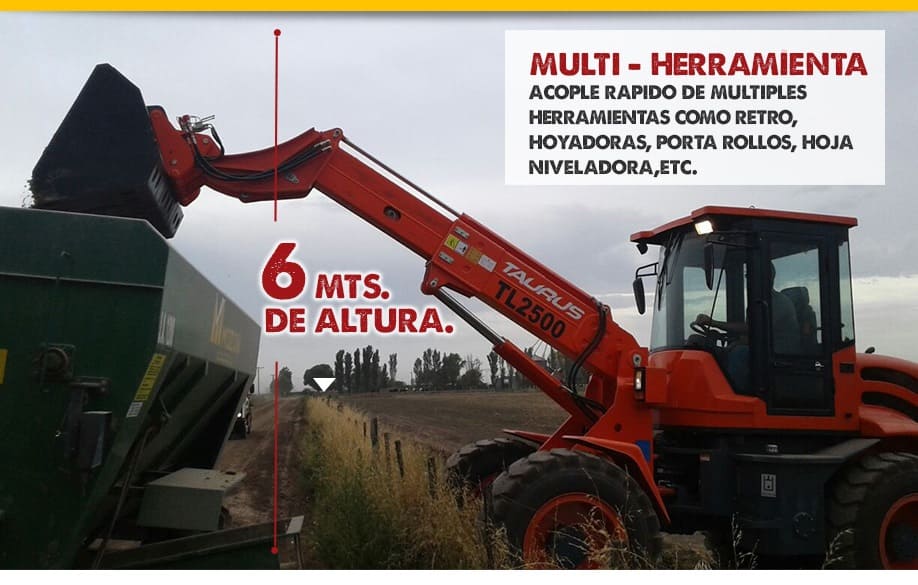 MULTI - HERRAMIENTA
ACOPLE RAPIDO DE MULTIPLES
HERRAMIENTAS COMO RETRO,
HOYADORAS, PORTA ROLLOS, HOJA
NIVELADORA,ETC.
6 MTS.
DE ALTURA.
TAURUS
TL2500